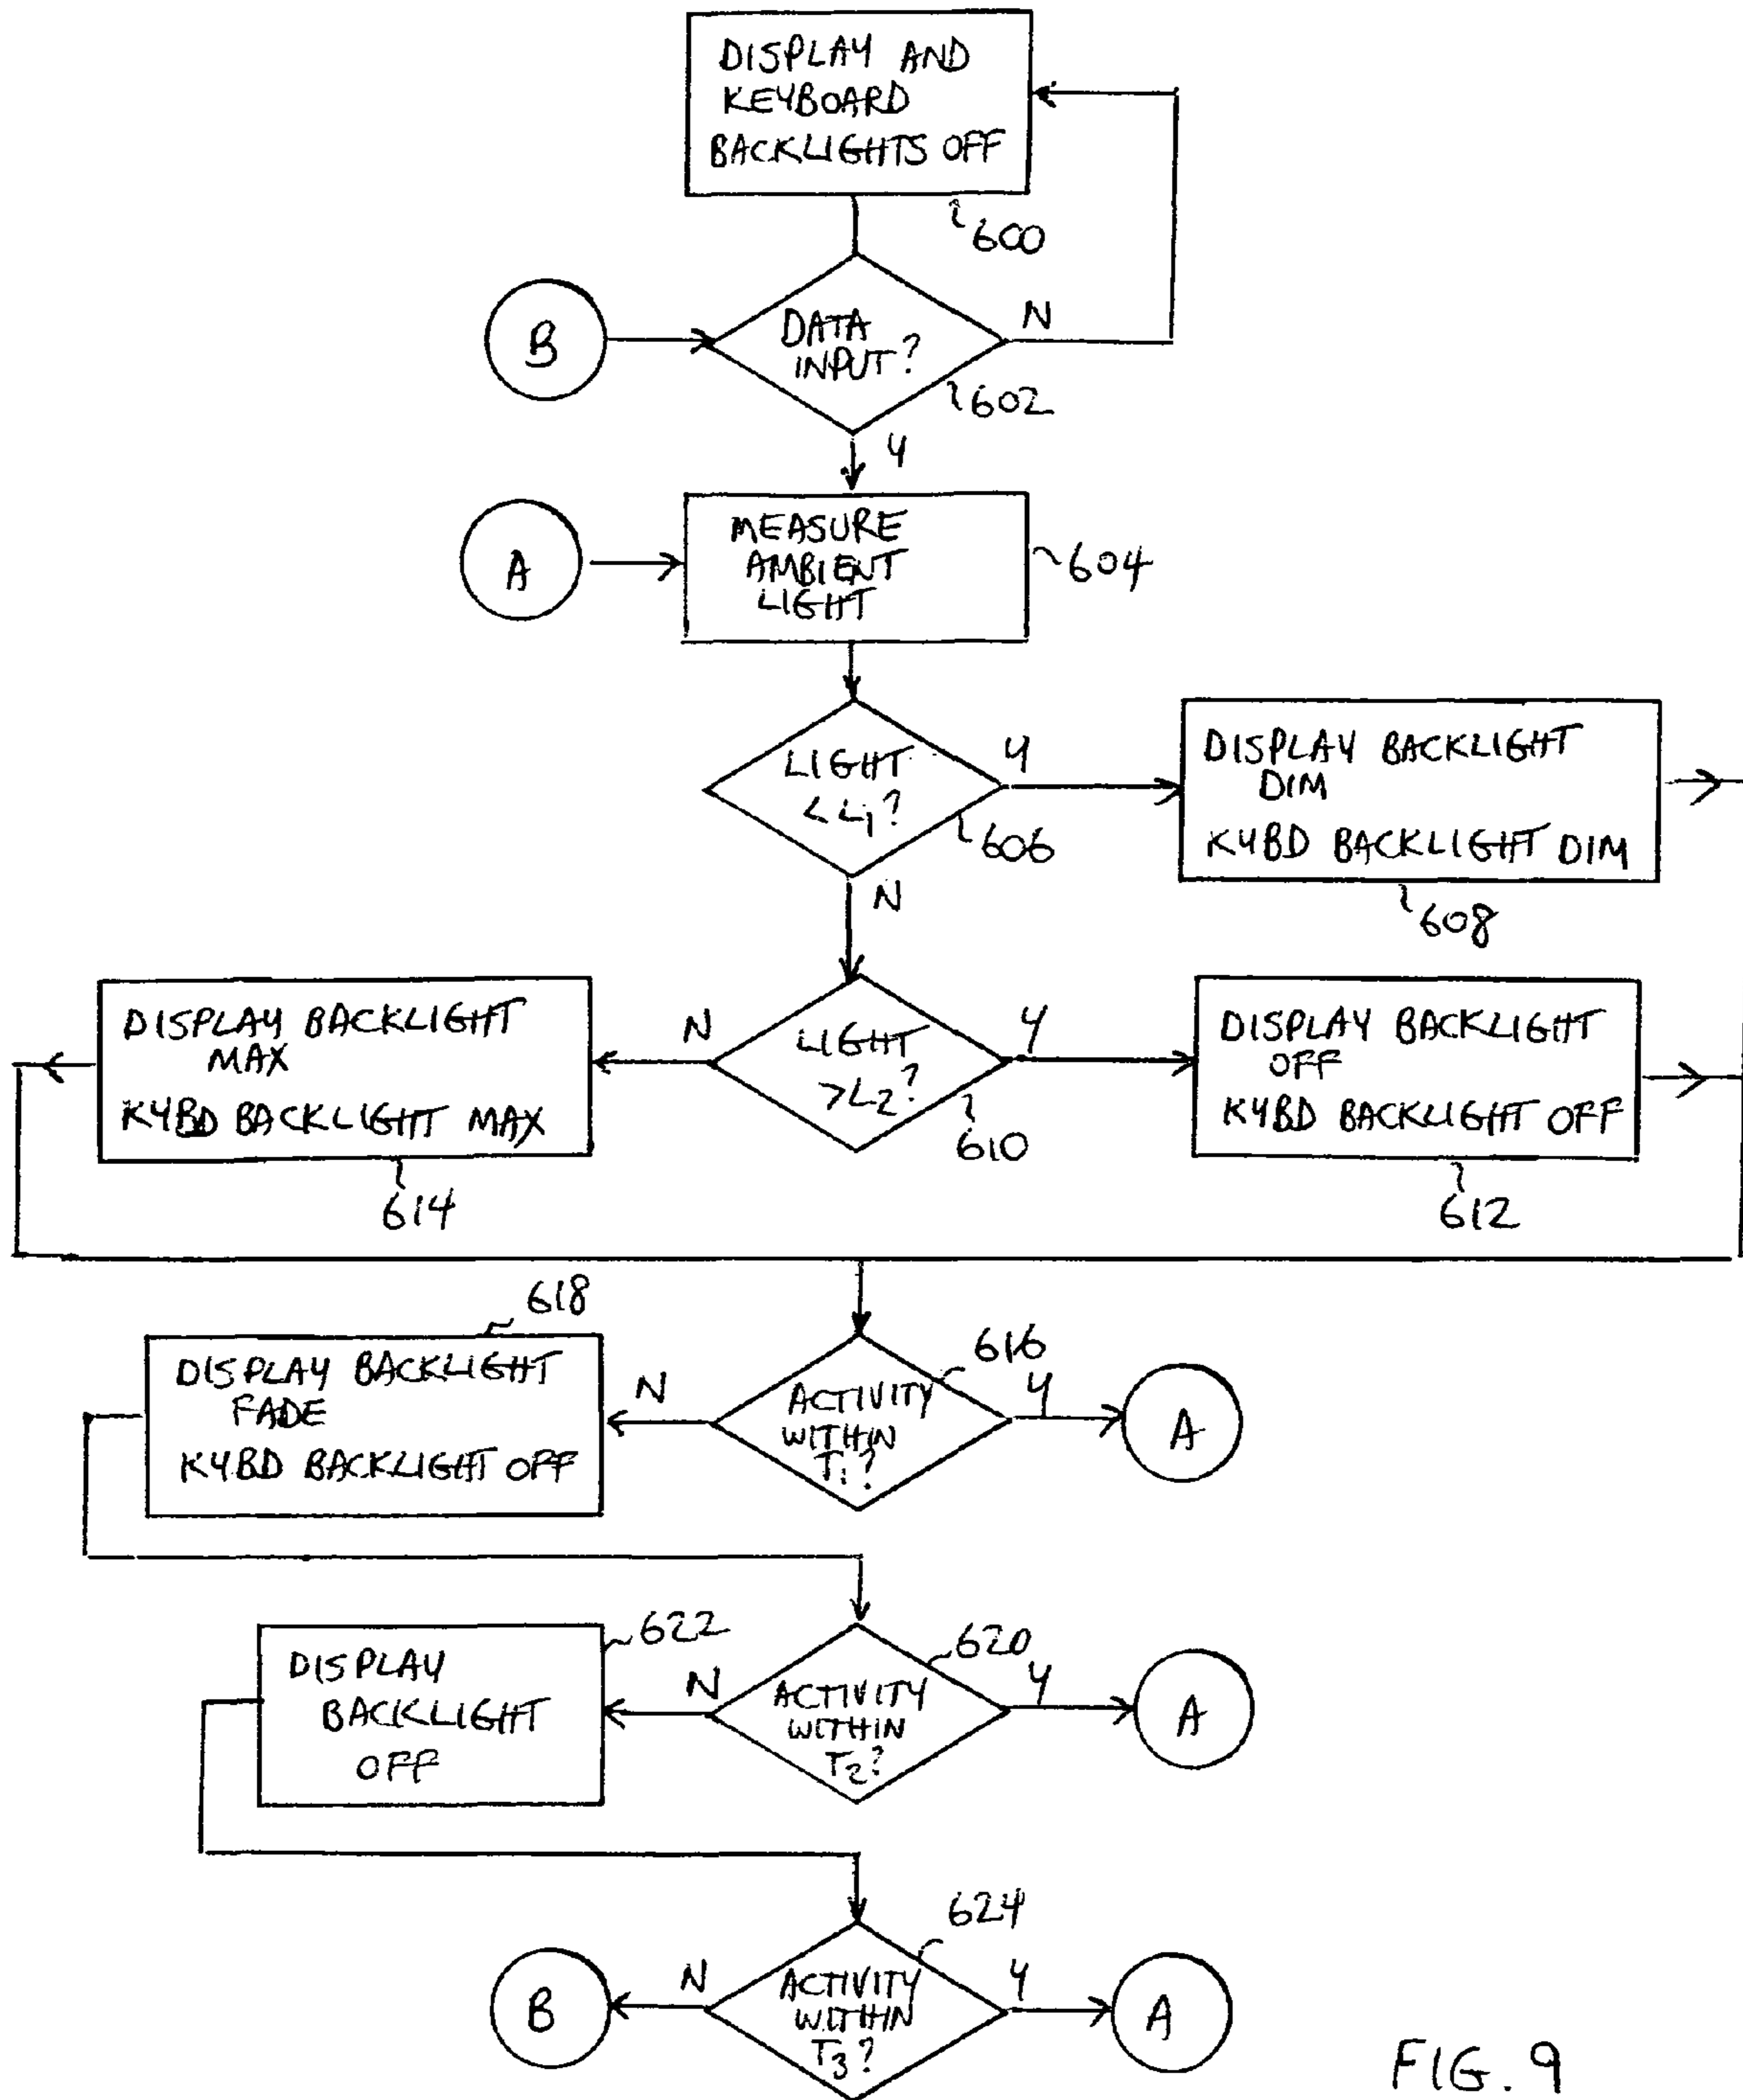 DISPLAY AND
KEYBOARD
BACKLIGHTS OFF
600
B
DATA
INPUT?
N
602
Y
A
MEASURE
AMBIENT
LIGHT
604
LIGHT
< L1?
Y
606
N
DISPLAY BACKLIGHT
DIM
KYBD BACKLIGHT DIM
608
DISPLAY BACKLIGHT
MAX
KYBD BACKLIGHT MAX
614
N
LIGHT
>L2?
Y
610
DISPLAY BACKLIGHT
OFF
KYBD BACKLIGHT OFF
612
618
DISPLAY BACKLIGHT
FADE
KYBD BACKLIGHT OFF
N
ACTIVITY
WITHIN
T1?
616
Y
A
622
DISPLAY
BACKLIGHT
OFF
N
ACTIVITY
WITHIN
T2?
620
Y
A
624
B
N
ACTIVITY
WITHIN
T3?
Y
A
FIG. 9